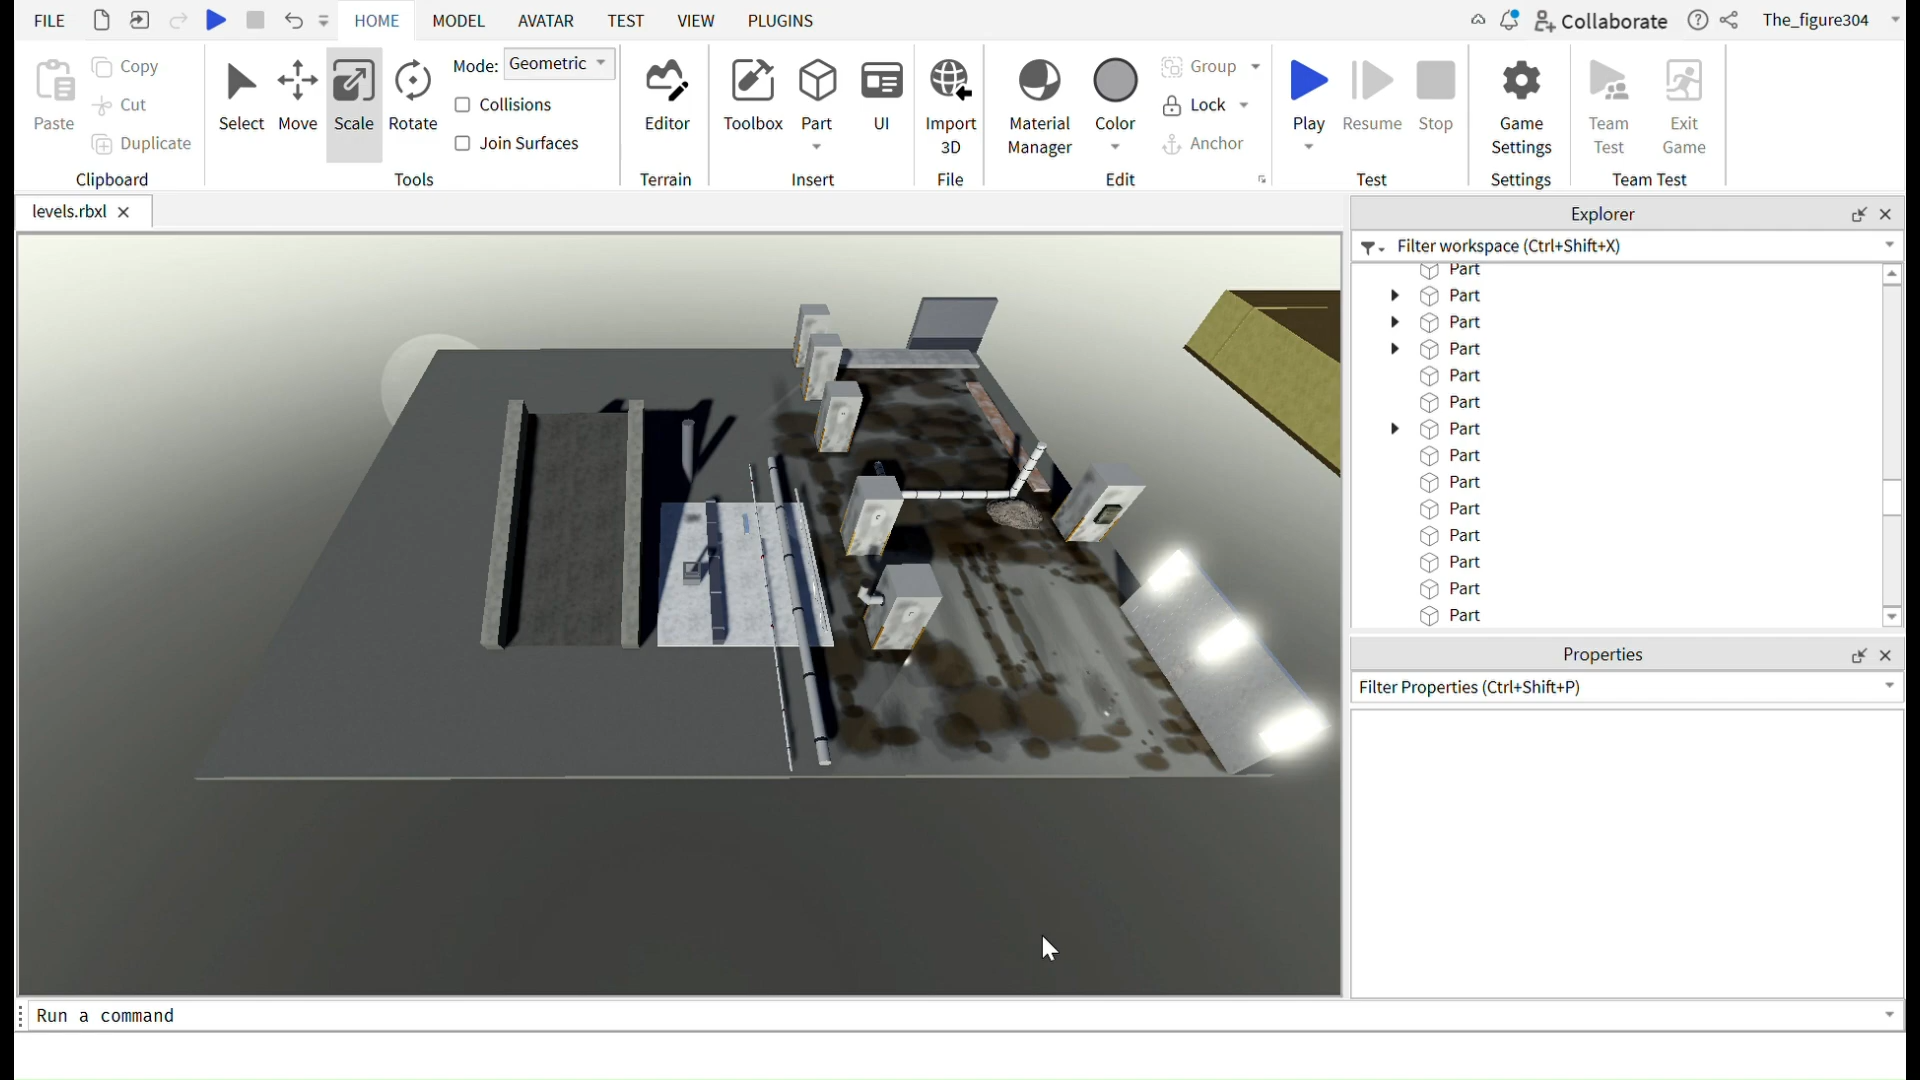 FILE HOME MODEL AVATAR TEST VIEW PLUGINS Collaborate The_figure304
Paste Copy Cut Duplicate
Clipboard
Select Move Scale Rotate
Mode: Geometric
Collisions
Join Surfaces
Tools
Editor
Terrain
Toolbox Part UI
Insert
Import
3D
File
Material
Manager
Color
Group
Lock
Anchor
Edit
Play Resume Stop
Test
Game
Settings
Settings
Team
Test
Exit
Game
Team Test
levels.rbxl
Explorer
Filter workspace (Ctrl+Shift+X)
Part
Part
Part
Part
Part
Part
Part
Part
Part
Part
Part
Part
Part
Part
Properties
Filter Properties (Ctrl+Shift+P)
Run a command